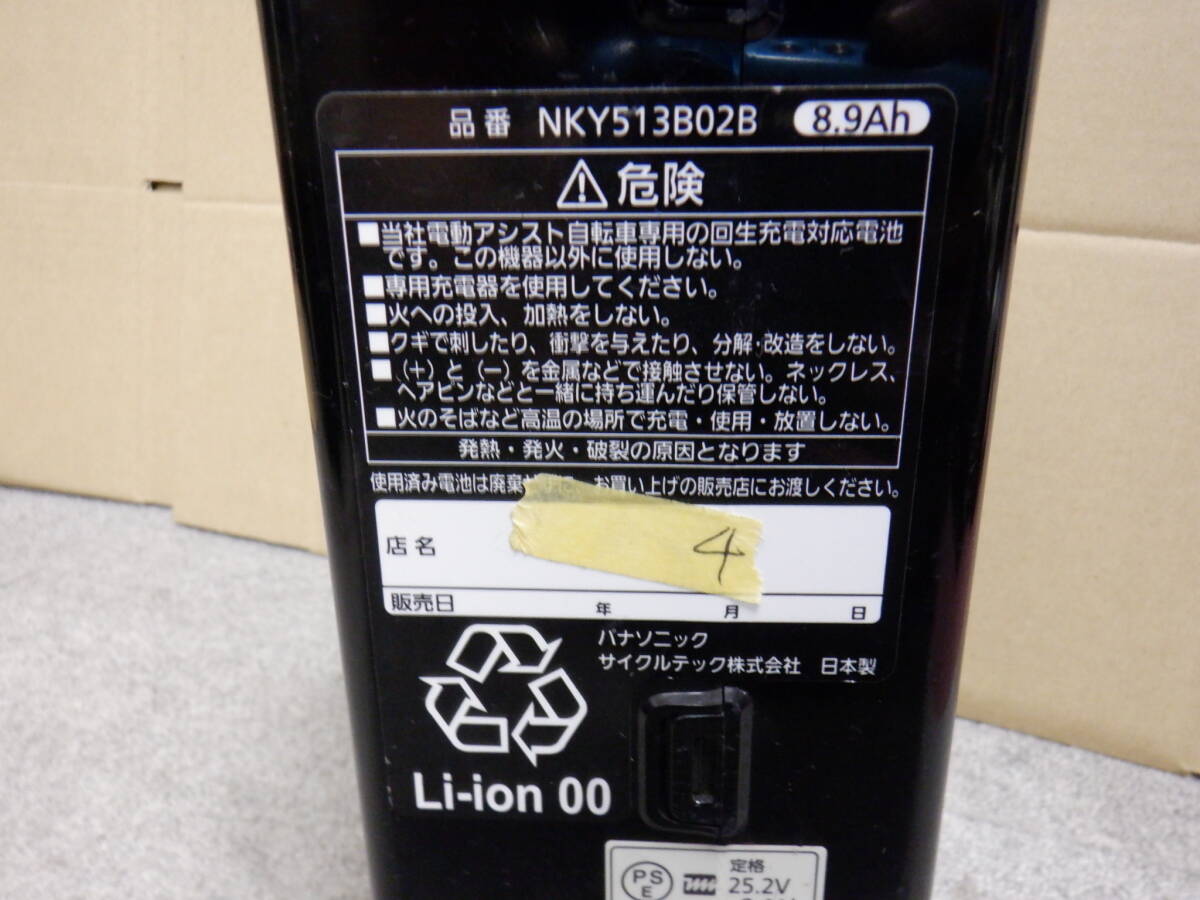 品番 NKY513B02B 8.9Ah
⚠危険
■当社電動アシスト自転車専用の回生充電対応電池
です。この機器以外に使用しない。
■専用充電器を使用してください。
■火への投入、加熱をしない。
■クギで刺したり、衝撃を与えたり、分解・改造をしない。
■(+)と(−)を金属などで接触させない。ネックレス、
ヘアピンなどと一緒に持ち運んだり保管しない。
■火のそばなど高温の場所で充電・使用・放置しない。
発熱・発火・破裂の原因となります
使用済み電池は廃棄 お買い上げの販売店にお渡しください。
店名
4
販売日 年 月 日
パナソニック
サイクルテック株式会社 日本製
Li-ion 00
PS
E
定格
25.2V